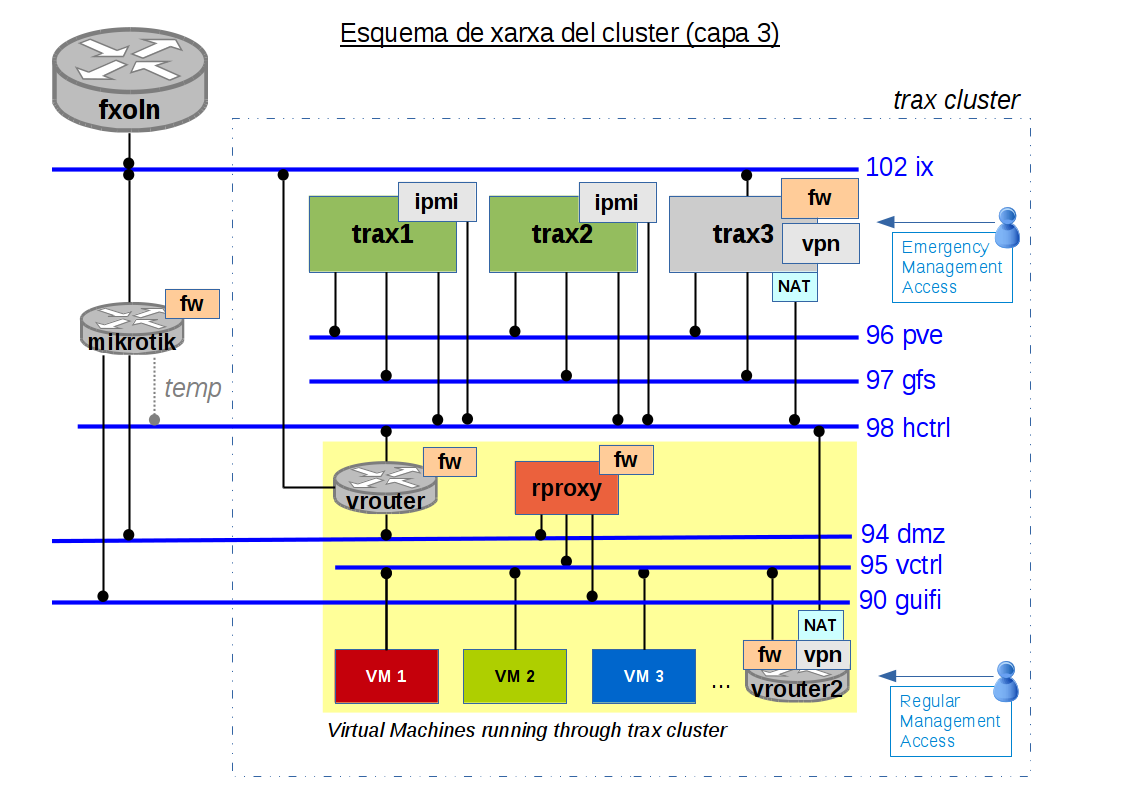 Esquema de xarxa del cluster (capa 3)
fxoln
trax cluster
102 ix
ipmi
ipmi
fw
trax1
trax2
trax3
vpn
Emergency
Management
Access
NAT
fw
mikrotik
96 pve
temp
97 gfs
98 hctrl
fw
fw
vrouter
rproxy
94 dmz
95 vctrl
90 guifi
NAT
fw
vpn
VM 1
VM 2
VM 3
...
vrouter2
Regular
Management
Access
Virtual Machines running through trax cluster